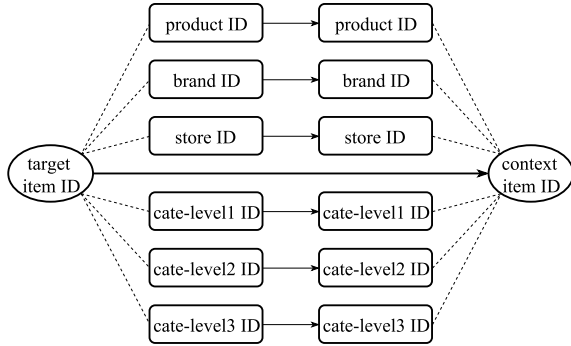 product ID
product ID
brand ID
brand ID
store ID
store ID
target
item ID
context
item ID
cate-level1 ID
cate-level1 ID
cate-level2 ID
cate-level2 ID
cate-level3 ID
cate-level3 ID